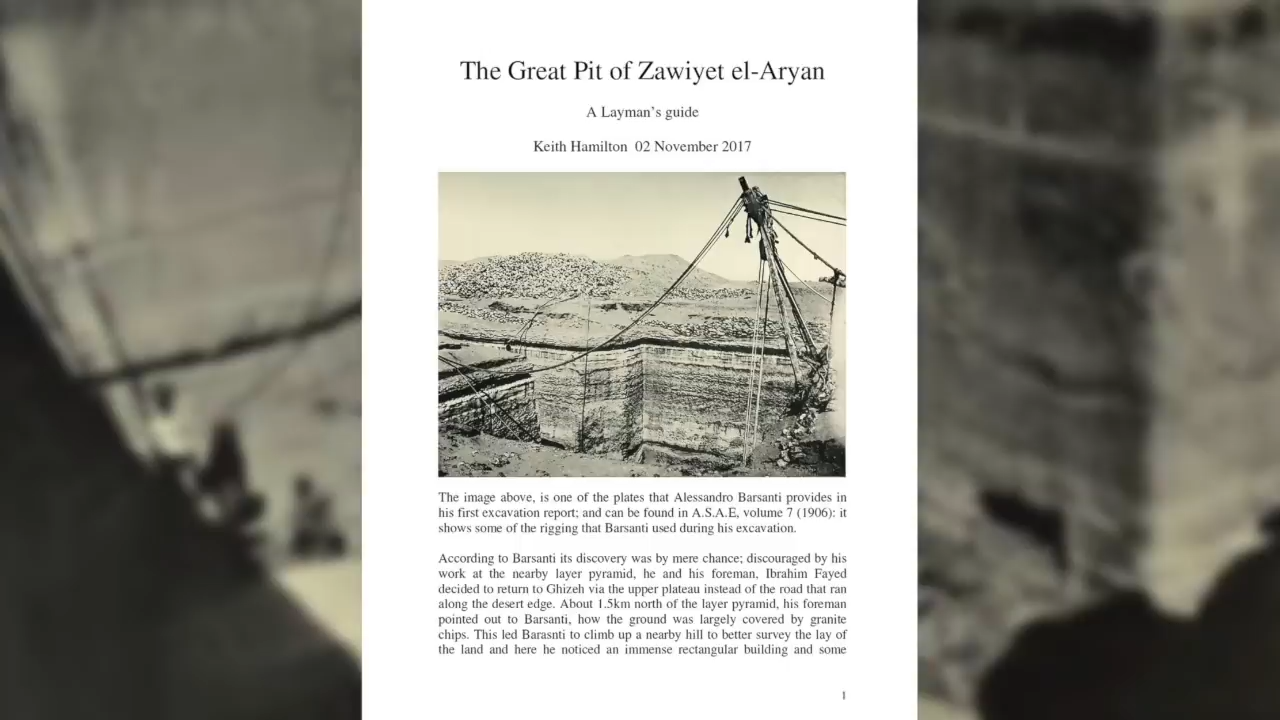 The Great Pit of Zawiyet el-Aryan
A Layman's guide
Keith Hamilton 02 November 2017
The image above, is one of the plates that Alessandro Barsanti provides in
his first excavation report; and can be found in A.S.A.E, volume 7 (1906): it
shows some of the rigging that Barsanti used during his excavation.
According to Barsanti its discovery was by mere chance; discouraged by his
work at the nearby layer pyramid, he and his foreman, Ibrahim Fayed
decided to return to Ghizeh via the upper plateau instead of the road that ran
along the desert edge. About 1.5km north of the layer pyramid, his foreman
pointed out to Barsanti, how the ground was largely covered by granite
chips. This led Barasnti to climb up a nearby hill to better survey the lay of
the land and here he noticed an immense rectangular building and some
1